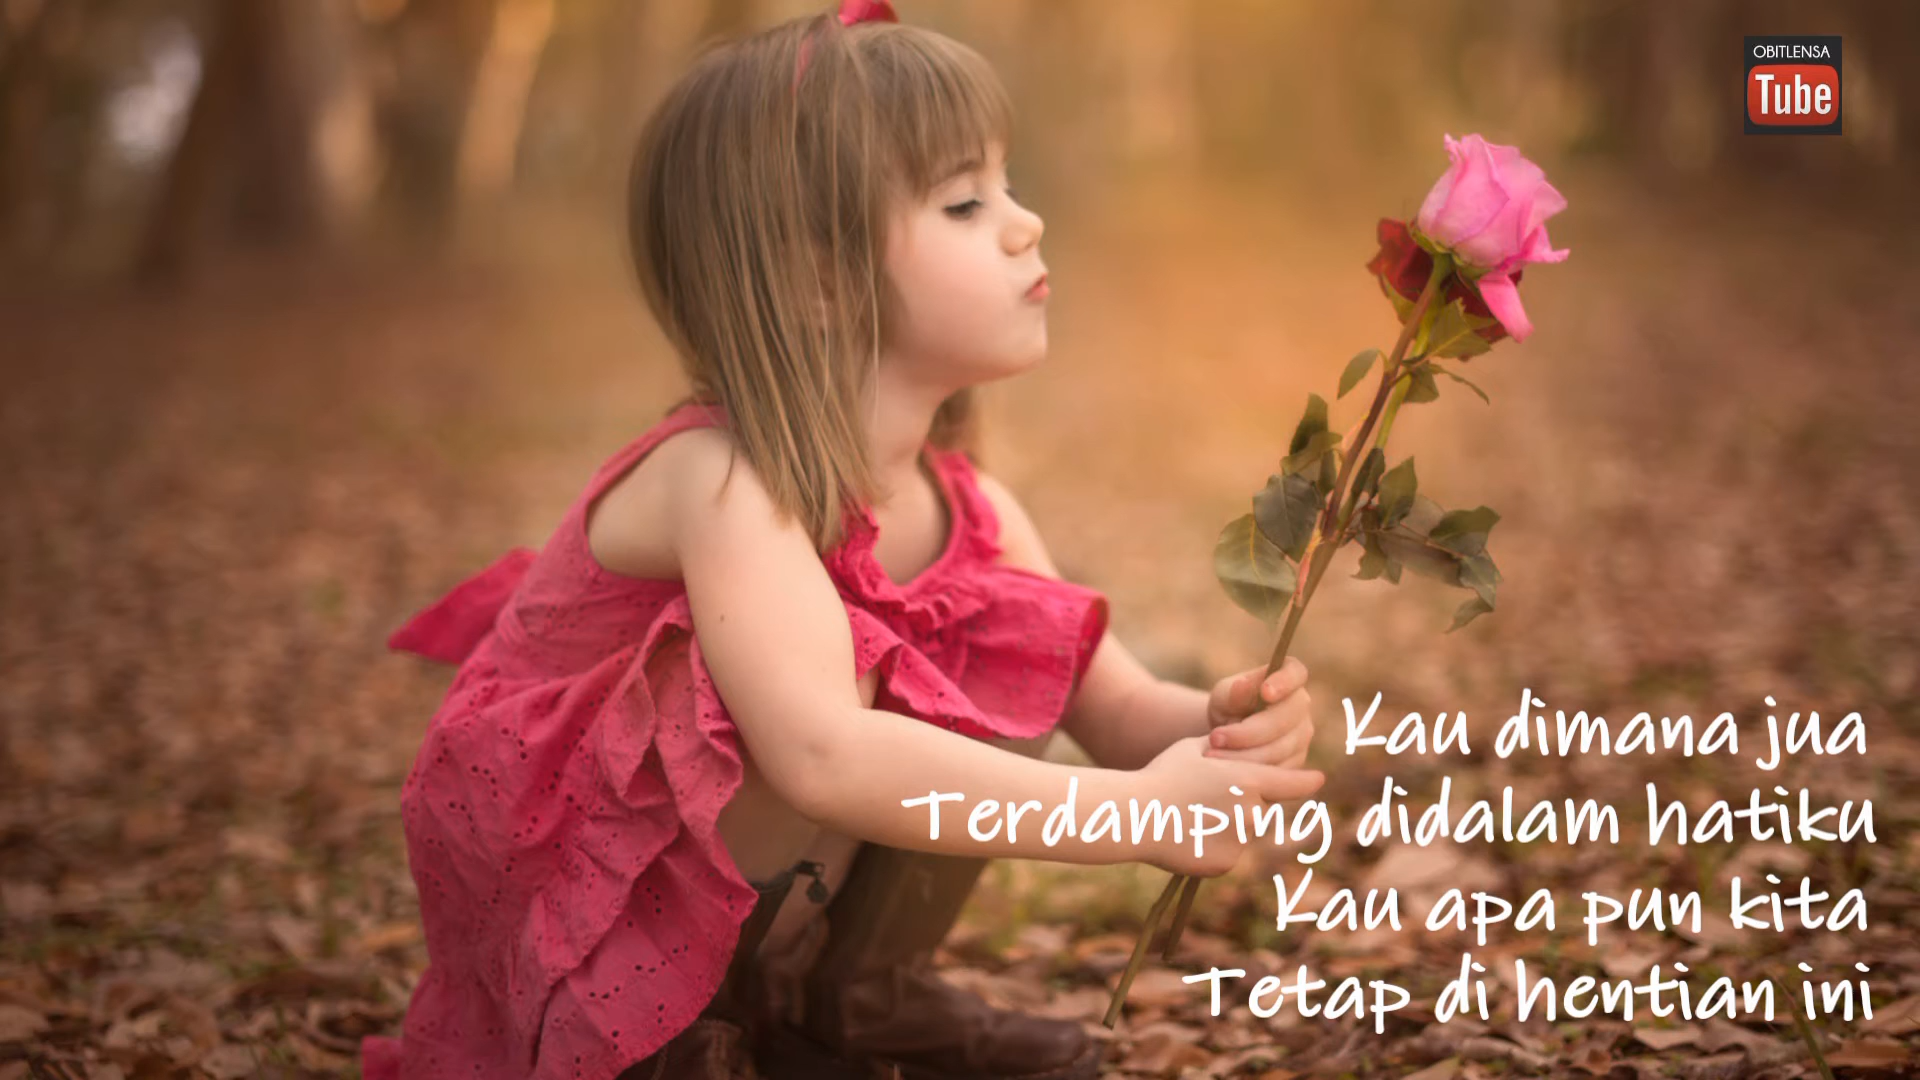 OBITLENSA
Tube
Kau dimana jua
Terdamping didalam hatiku
Kau apa pun kita
Tetap di hentian ini